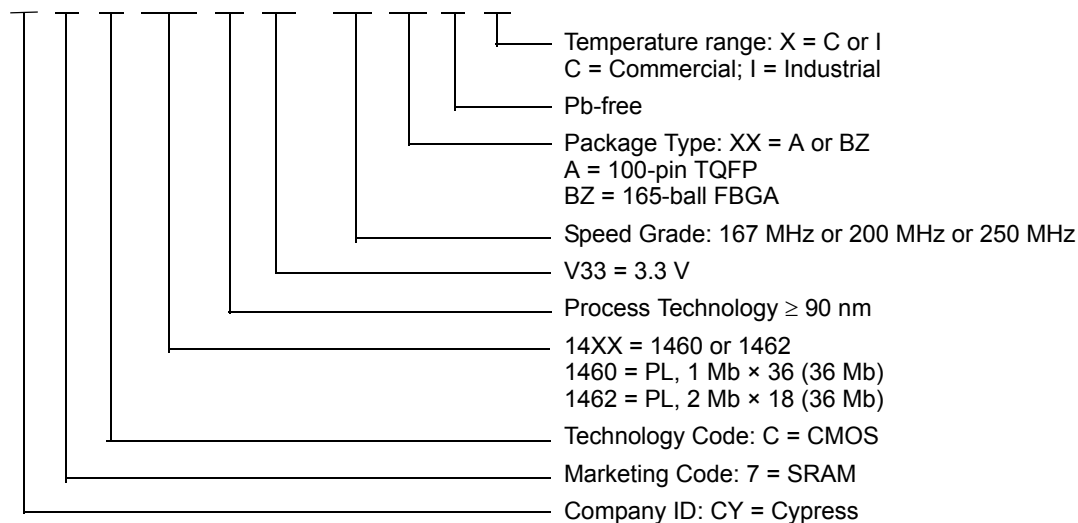 Temperature range: X = C or I
C = Commercial; I = Industrial
Pb-free
Package Type: XX = A or BZ
A = 100-pin TQFP
BZ = 165-ball FBGA
Speed Grade: 167 MHz or 200 MHz or 250 MHz
V33 = 3.3 V
Process Technology ≥ 90 nm
14XX = 1460 or 1462
1460 = PL, 1 Mb × 36 (36 Mb)
1462 = PL, 2 Mb × 18 (36 Mb)
Technology Code: C = CMOS
Marketing Code: 7 = SRAM
Company ID: CY = Cypress